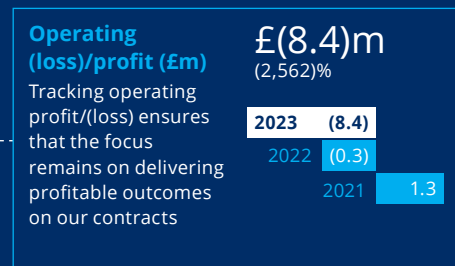 Operating
(loss)/profit (£m)
Tracking operating
profit/(loss) ensures
that the focus
remains on delivering
profitable outcomes
on our contracts
£(8.4)m
(2,562)%
2023 (8.4)
2022 (0.3)
2021 1.3